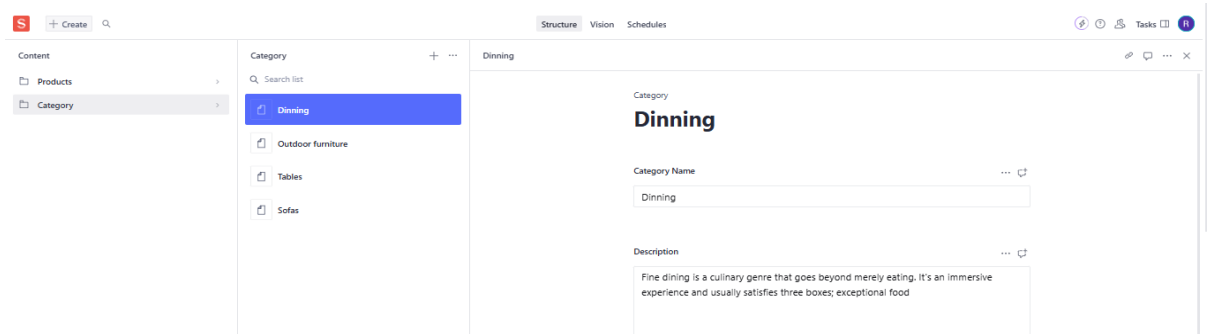 S + Create Structure Vision Schedules Tasks R
Content
Products
Category
Category
Search list
Dinning
Outdoor furniture
Tables
Sofas
Dinning
Category
Dinning
Category Name
Dinning
Description
Fine dining is a culinary genre that goes beyond merely eating. It's an immersive
experience and usually satisfies three boxes; exceptional food